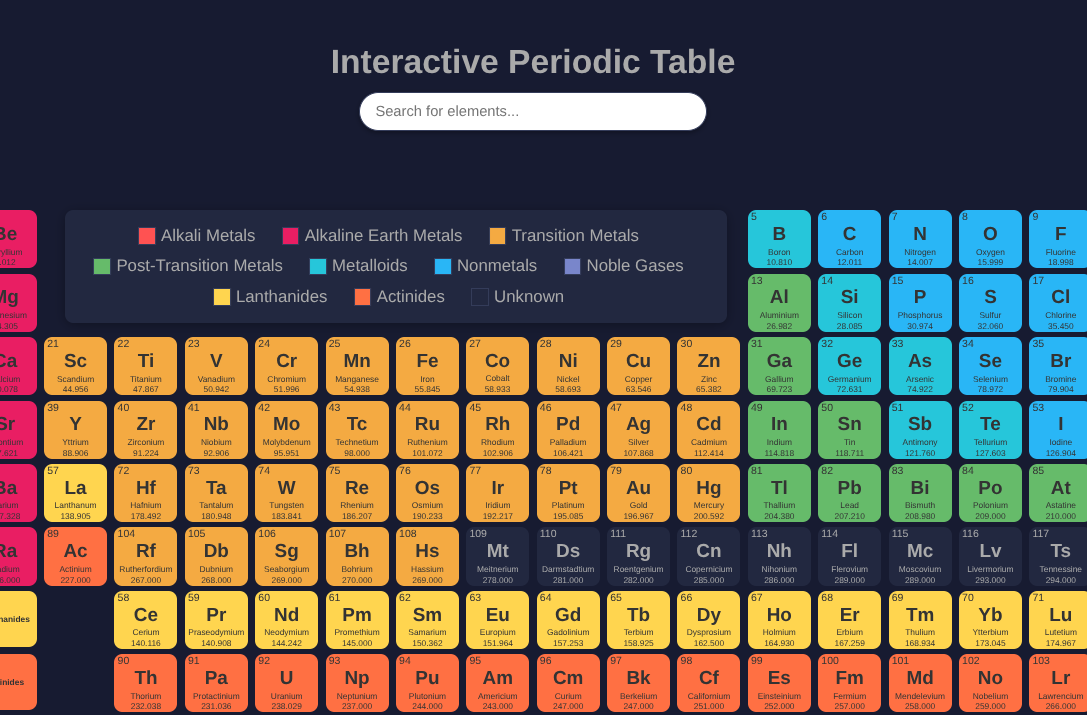 Interactive Periodic Table
Search for elements...
Alkali Metals Alkaline Earth Metals Transition Metals
Post-Transition Metals Metalloids Nonmetals Noble Gases
Lanthanides Actinides Unknown
5 6 7 8 9
Be B C N O F
yllium Boron Carbon Nitrogen Oxygen Fluorine
.012 10.810 12.011 14.007 15.999 18.998
13 14 15 16 17
Mg Al Si P S Cl
nesium Aluminium Silicon Phosphorus Sulfur Chlorine
.305 26.982 28.085 30.974 32.060 35.450
21 22 23 24 25 26 27 28 29 30 31 32 33 34 35
Ca Sc Ti V Cr Mn Fe Co Ni Cu Zn Ga Ge As Se Br
lcium Scandium Titanium Vanadium Chromium Manganese Iron Cobalt Nickel Copper Zinc Gallium Germanium Arsenic Selenium Bromine
.078 44.956 47.867 50.942 51.996 54.938 55.845 58.933 58.693 63.546 65.382 69.723 72.631 74.922 78.972 79.904
39 40 41 42 43 44 45 46 47 48 49 50 51 52 53
Sr Y Zr Nb Mo Tc Ru Rh Pd Ag Cd In Sn Sb Te I
ontium Yttrium Zirconium Niobium Molybdenum Technetium Ruthenium Rhodium Palladium Silver Cadmium Indium Tin Antimony Tellurium Iodine
.621 88.906 91.224 92.906 95.951 98.000 101.072 102.906 106.421 107.868 112.414 114.818 118.711 121.760 127.603 126.904
57 72 73 74 75 76 77 78 79 80 81 82 83 84 85
Ba La Hf Ta W Re Os Ir Pt Au Hg Tl Pb Bi Po At
arium Lanthanum Hafnium Tantalum Tungsten Rhenium Osmium Iridium Platinum Gold Mercury Thallium Lead Bismuth Polonium Astatine
7.328 138.905 178.492 180.948 183.841 186.207 190.233 192.217 195.085 196.967 200.592 204.380 207.210 208.980 209.000 210.000
89 104 105 106 107 108 109 110 111 112 113 114 115 116 117
Ra Ac Rf Db Sg Bh Hs Mt Ds Rg Cn Nh Fl Mc Lv Ts
adium Actinium Rutherfordium Dubnium Seaborgium Bohrium Hassium Meitnerium Darmstadtium Roentgenium Copernicium Nihonium Flerovium Moscovium Livermorium Tennessine
6.000 227.000 267.000 268.000 269.000 270.000 269.000 278.000 281.000 282.000 285.000 286.000 289.000 289.000 293.000 294.000
58 59 60 61 62 63 64 65 66 67 68 69 70 71
Ce Pr Nd Pm Sm Eu Gd Tb Dy Ho Er Tm Yb Lu
hanides Cerium Praseodymium Neodymium Promethium Samarium Europium Gadolinium Terbium Dysprosium Holmium Erbium Thulium Ytterbium Lutetium
140.116 140.908 144.242 145.000 150.362 151.964 157.253 158.925 162.500 164.930 167.259 168.934 173.045 174.967
90 91 92 93 94 95 96 97 98 99 100 101 102 103
Th Pa U Np Pu Am Cm Bk Cf Es Fm Md No Lr
inides Thorium Protactinium Uranium Neptunium Plutonium Americium Curium Berkelium Californium Einsteinium Fermium Mendelevium Nobelium Lawrencium
232.038 231.036 238.029 237.000 244.000 243.000 247.000 247.000 251.000 252.000 257.000 258.000 259.000 266.000